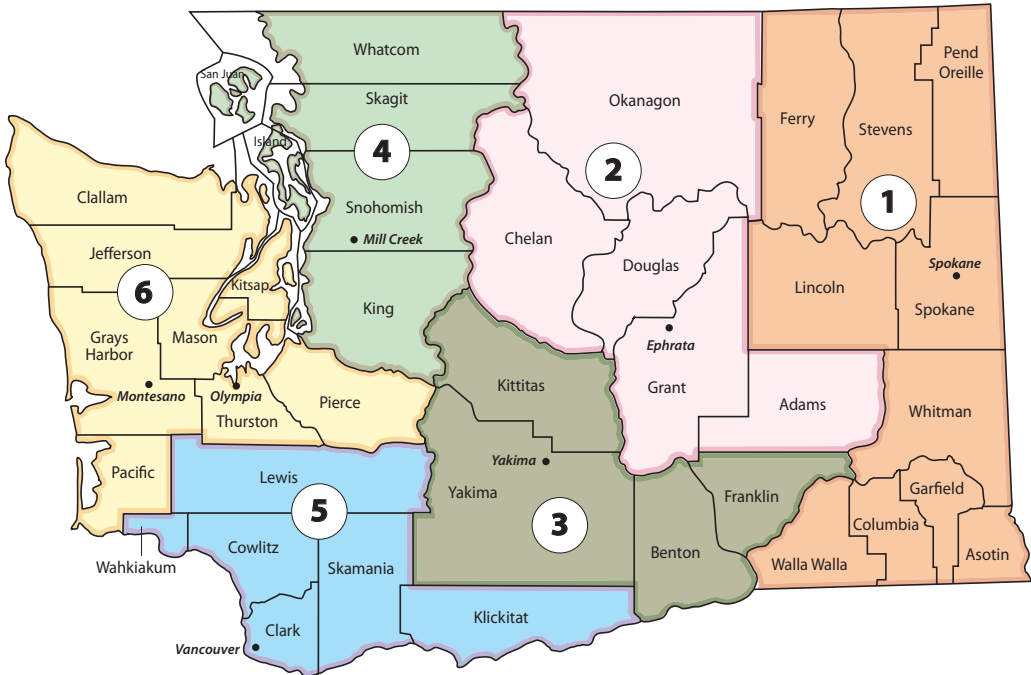 Whatcom
San Juan
Skagit
Island
4
Snohomish
Mill Creek
King
Okanagon
2
Chelan
Douglas
Ephrata
Grant
Adams
Pend
Oreille
Ferry
Stevens
1
Lincoln
Spokane
Spokane
Whitman
Garfield
Columbia
Walla Walla
Asotin
Clallam
Jefferson
6
Kitsap
Grays
Harbor
Mason
Montesano
Olympia
Thurston
Pierce
Pacific
Kittitas
Yakima
Yakima
3
Franklin
Benton
Lewis
5
Wahkiakum
Cowlitz
Skamania
Clark
Vancouver
Klickitat